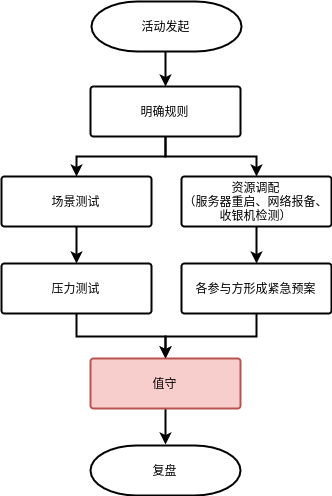 活动发起
明确规则
场景测试
资源调配
（服务器重启、网络报备、
收银机检测）
压力测试
各参与方形成紧急预案
值守
复盘